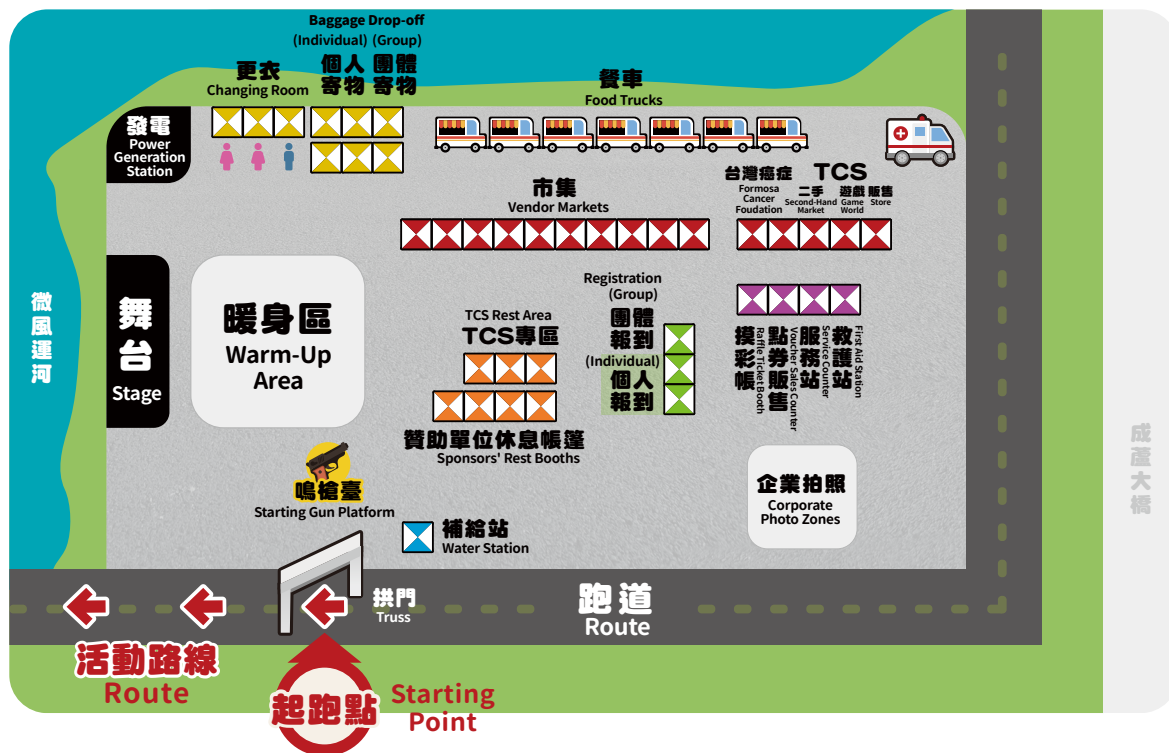 Baggage Drop-off
(Individual) (Group)
個人 團體
寄物 寄物
更衣
Changing Room
餐車
Food Trucks
發電
Power
Generation
Station
台灣癌症
Formosa
Cancer
Foudation
TCS
二手 遊戲 販售
Second-Hand
Market
Game
World
Store
市集
Vendor Markets
微風運河
舞台
Stage
暖身區
Warm-Up
Area
TCS Rest Area
TCS專區
Registration
(Group)
團體
報到
(Individual)
個人
報到
摸彩帳
Raffle Ticket Booth
點券販售
Voucher Sales Counter
服務站
Service Counter
救護站
First Aid Station
贊助單位休息帳篷
Sponsors' Rest Booths
鳴槍臺
Starting Gun Platform
補給站
Water Station
企業拍照
Corporate
Photo Zones
成蘆大橋
拱門
Truss
跑道
Route
活動路線
Route
起跑點
Starting
Point